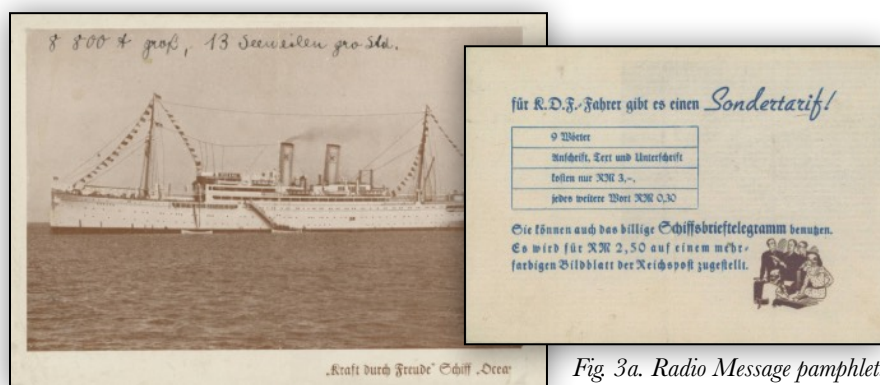 8 800 t groß, 13 Seemeilen pro Std.
„Kraft durch Freude" Schiff „Ocea
für K.D.F.-Fahrer gibt es einen Sondertarif!
9 Wörter
Anschrift, Text und Unterschrift
kosten nur RM 3,–,
jedes weitere Wort RM 0,30
Sie können auch das billige Schiffsbrieftelegramm benutzen.
Es wird für RM 2,50 auf einem mehr-
farbigen Bildblatt der Reichspost zugestellt.
Fig. 3a. Radio Message pamphlet